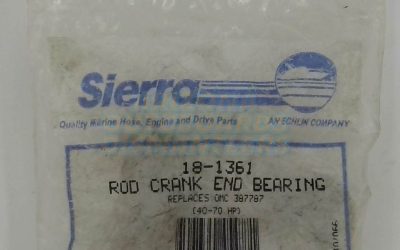 Sierra
Quality Marine Hose, Engine and Drive Parts
AN ECHLIN COMPANY
18-1361
ROD CRANK END BEARING
REPLACES OMC 387787
(40-70 HP)